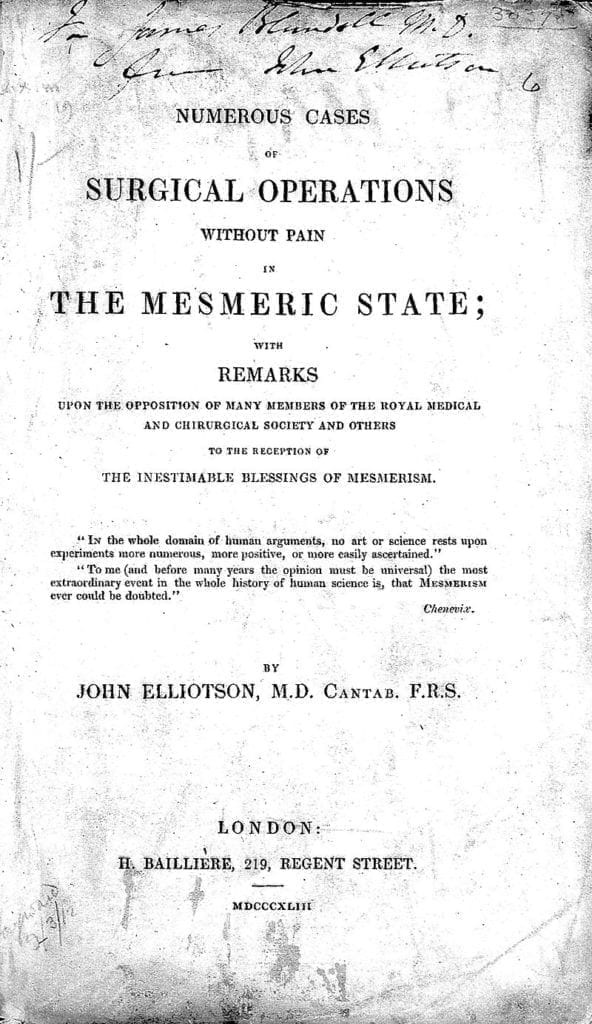 James Blundell M.D.
John Elliotson
6
NUMEROUS CASES
OF
SURGICAL OPERATIONS
WITHOUT PAIN
IN
THE MESMERIC STATE;
WITH
REMARKS
UPON THE OPPOSITION OF MANY MEMBERS OF THE ROYAL MEDICAL
AND CHIRURGICAL SOCIETY AND OTHERS
TO THE RECEPTION OF
THE INESTIMABLE BLESSINGS OF MESMERISM.
"In the whole domain of human arguments, no art or science rests upon
experiments more numerous, more positive, or more easily ascertained."
"To me (and before many years the opinion must be universal) the most
extraordinary event in the whole history of human science is, that MESMERISM
ever could be doubted."
Chenevix.
BY
JOHN ELLIOTSON, M.D. CANTAB. F.R.S.
LONDON:
H. BAILLIÈRE, 219, REGENT STREET.
MDCCCXLIII